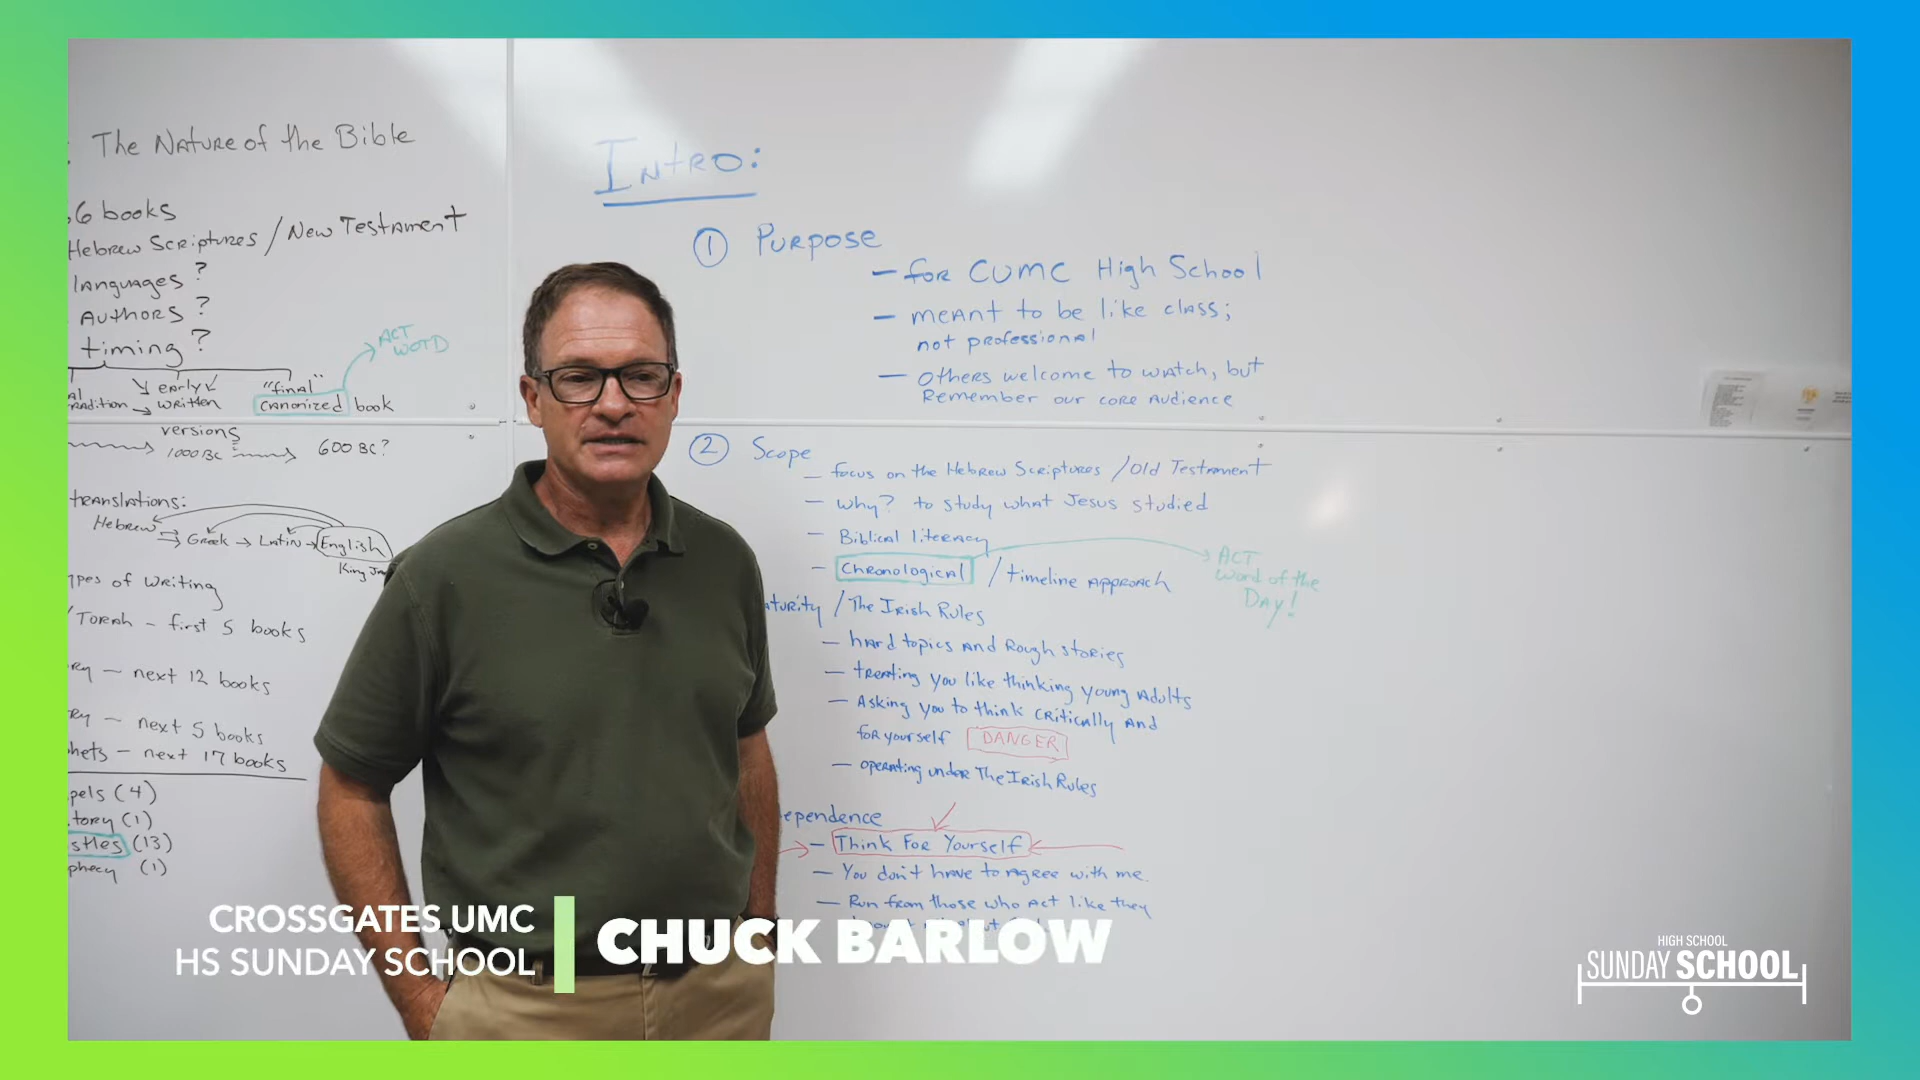 : The Nature of the Bible
66 books
Hebrew Scriptures / New Testament
languages?
Authors?
timing?
ACT
WOTD
early
"final"
written
canonized book
versions
1000 BC
600 BC?
translations:
Hebrew
Greek → Latin → English
King
of writing
/Torah - first 5 books
- next 12 books
- next 5 books
- next 17 books
(4)
(1)
(13)
(1)
Intro:
① Purpose
- for CUMC High School
- meant to be like class;
not professional
- others welcome to watch, but
Remember our core Audience
② Scope
- focus on the Hebrew Scriptures / Old Testament
- why? to study what Jesus studied
- Biblical literacy
- Chronological / timeline Approach
ACT
Word of the
Day!
aturity / The Irish Rules
- hard topics and Rough stories
- treating you like thinking young Adults
- Asking you to think critically and
for yourself DANGER
- operating under The Irish Rules
ependence
- Think For Yourself
- You don't have to agree with me.
- Run from those who act like they
CROSSGATES UMC
HS SUNDAY SCHOOL
CHUCK BARLOW
HIGH SCHOOL
SUNDAY SCHOOL